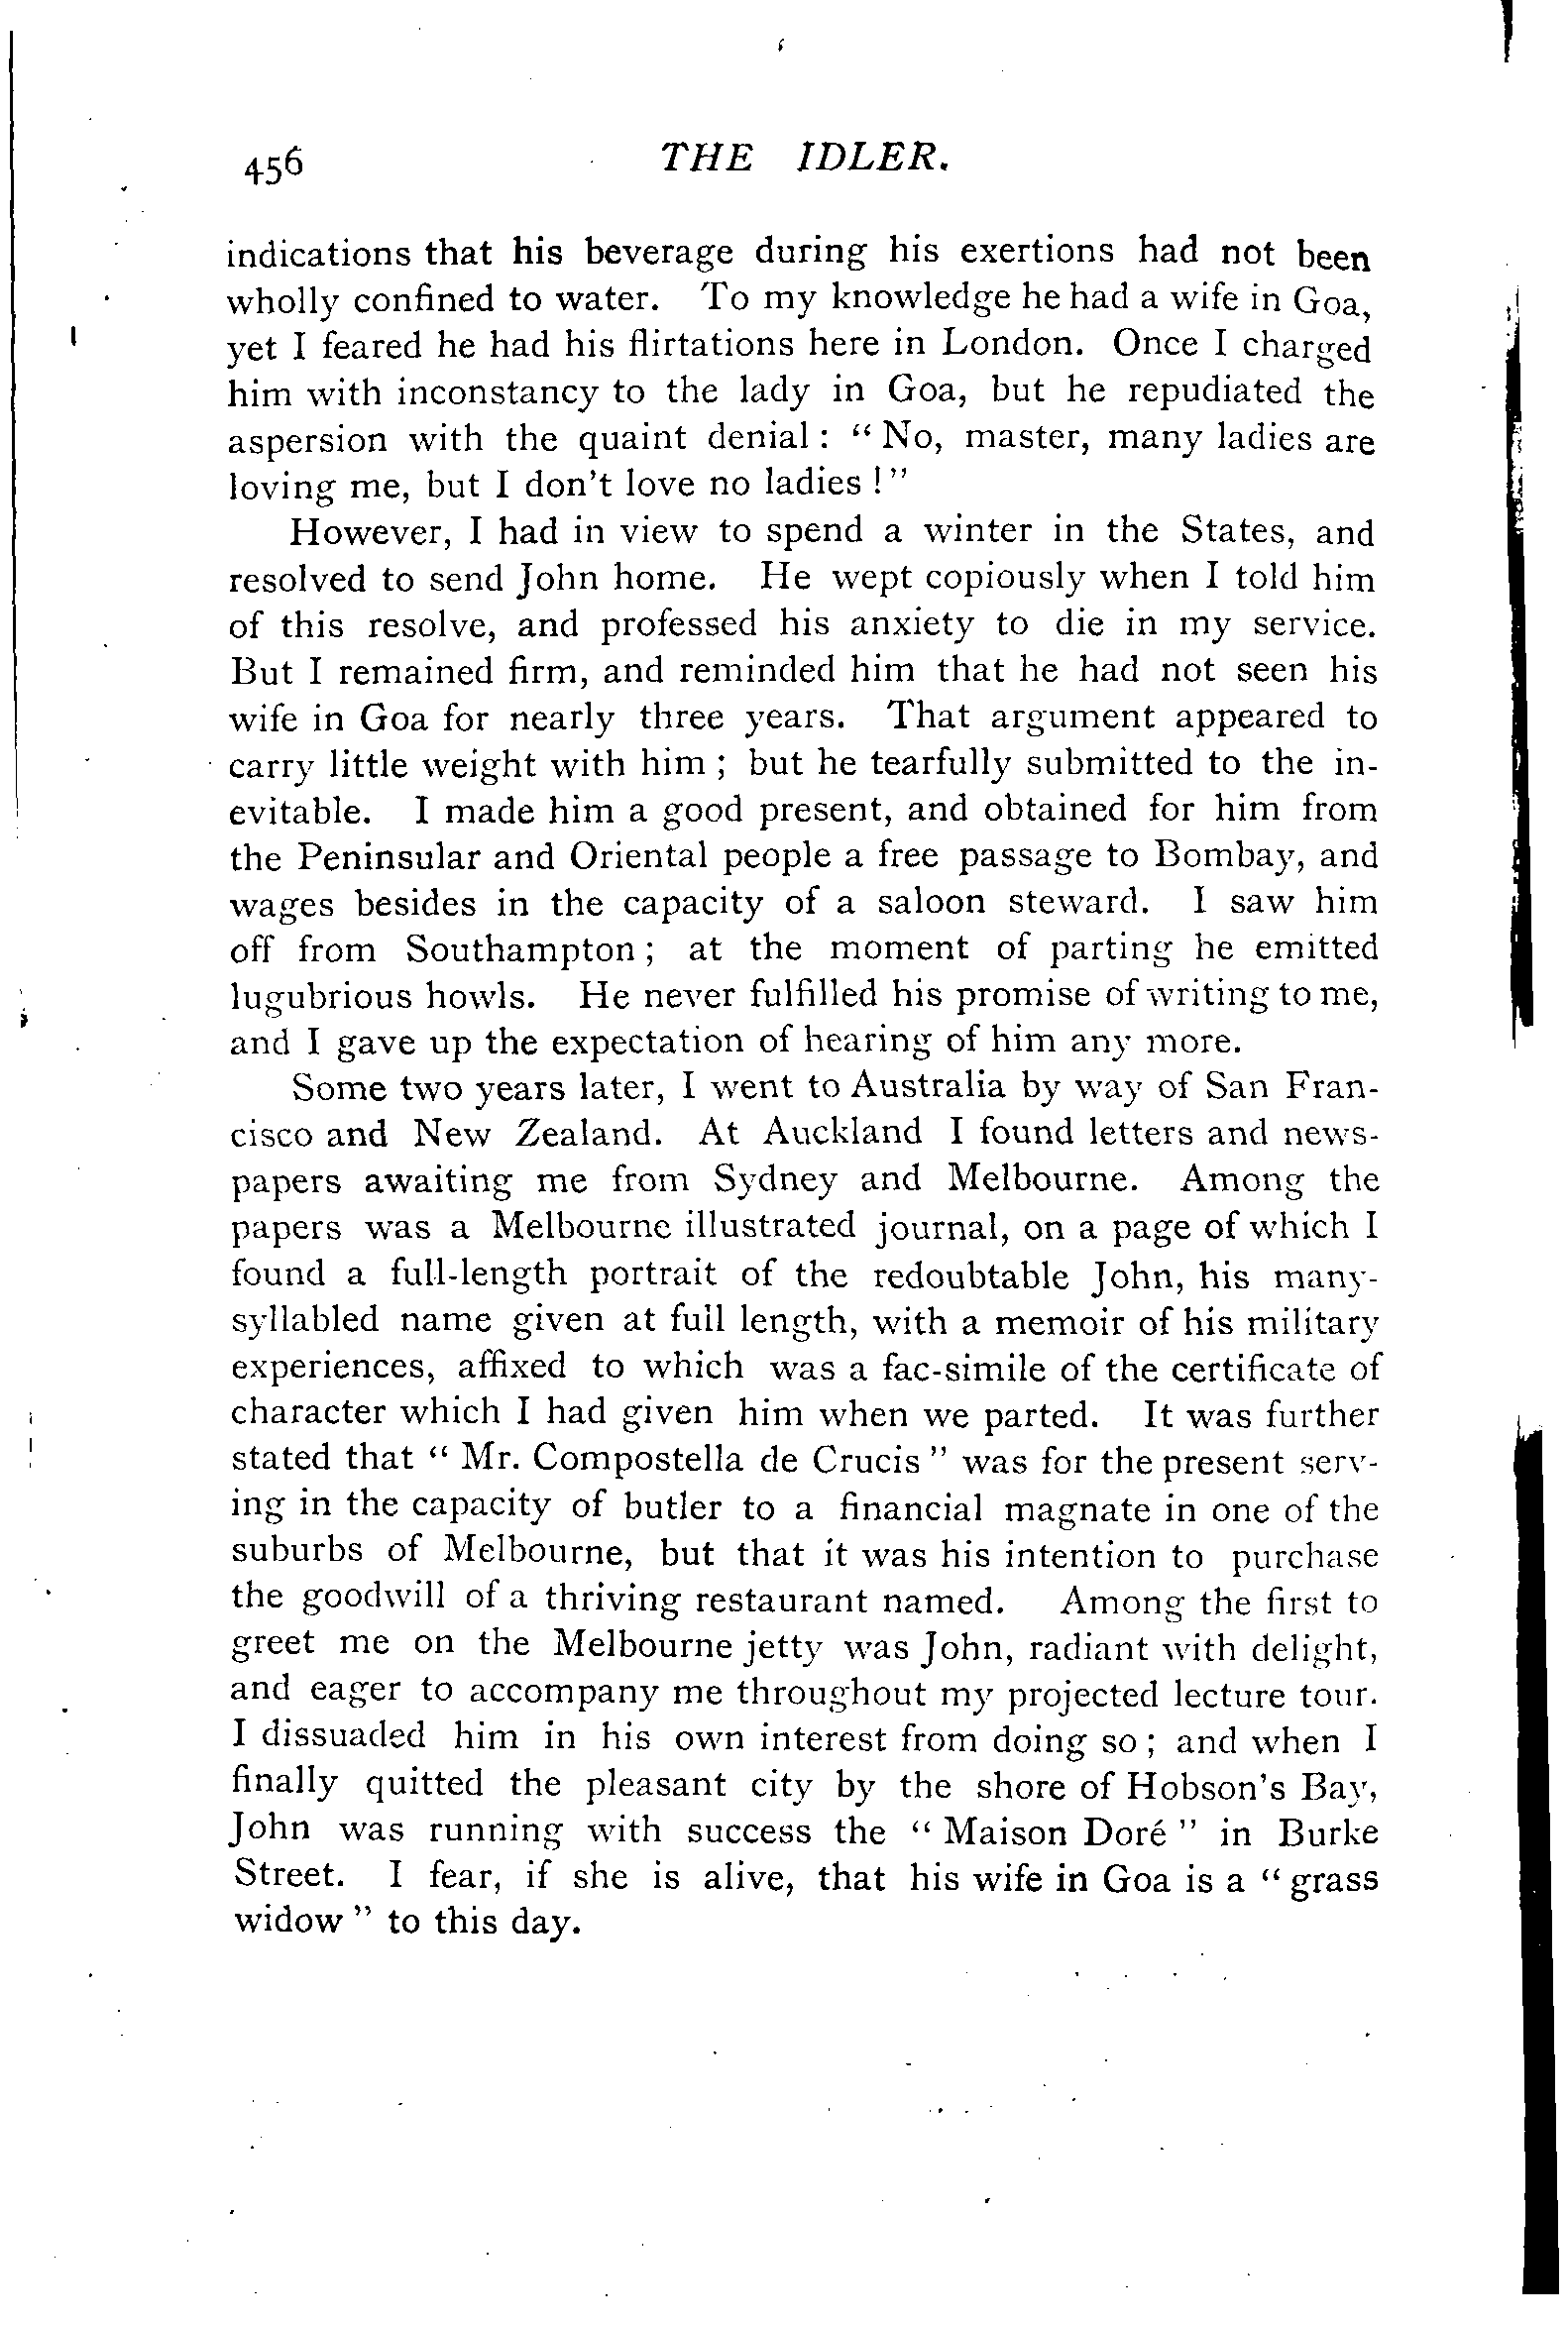 456
THE IDLER.
indications that his beverage during his exertions had not been
wholly confined to water. To my knowledge he had a wife in Goa,
yet I feared he had his flirtations here in London. Once I charged
him with inconstancy to the lady in Goa, but he repudiated the
aspersion with the quaint denial : “ No, master, many ladies are
loving me, but I don't love no ladies ! ”
However, I had in view to spend a winter in the States, and
resolved to send John home. He wept copiously when I told him
of this resolve, and professed his anxiety to die in my service.
But I remained firm, and reminded him that he had not seen his
wife in Goa for nearly three years. That argument appeared to
carry little weight with him ; but he tearfully submitted to the in-
evitable. I made him a good present, and obtained for him from
the Peninsular and Oriental people a free passage to Bombay, and
wages besides in the capacity of a saloon steward. I saw him
off from Southampton ; at the moment of parting he emitted
lugubrious howls. He never fulfilled his promise of writing to me,
and I gave up the expectation of hearing of him any more.
Some two years later, I went to Australia by way of San Fran-
cisco and New Zealand. At Auckland I found letters and news-
papers awaiting me from Sydney and Melbourne. Among the
papers was a Melbourne illustrated journal, on a page of which I
found a full-length portrait of the redoubtable John, his many-
syllabled name given at full length, with a memoir of his military
experiences, affixed to which was a fac-simile of the certificate of
character which I had given him when we parted. It was further
stated that “ Mr. Compostella de Crucis ” was for the present serv-
ing in the capacity of butler to a financial magnate in one of the
suburbs of Melbourne, but that it was his intention to purchase
the goodwill of a thriving restaurant named. Among the first to
greet me on the Melbourne jetty was John, radiant with delight,
and eager to accompany me throughout my projected lecture tour.
I dissuaded him in his own interest from doing so ; and when I
finally quitted the pleasant city by the shore of Hobson's Bay,
John was running with success the “ Maison Doré ” in Burke
Street. I fear, if she is alive, that his wife in Goa is a “ grass
widow ” to this day.